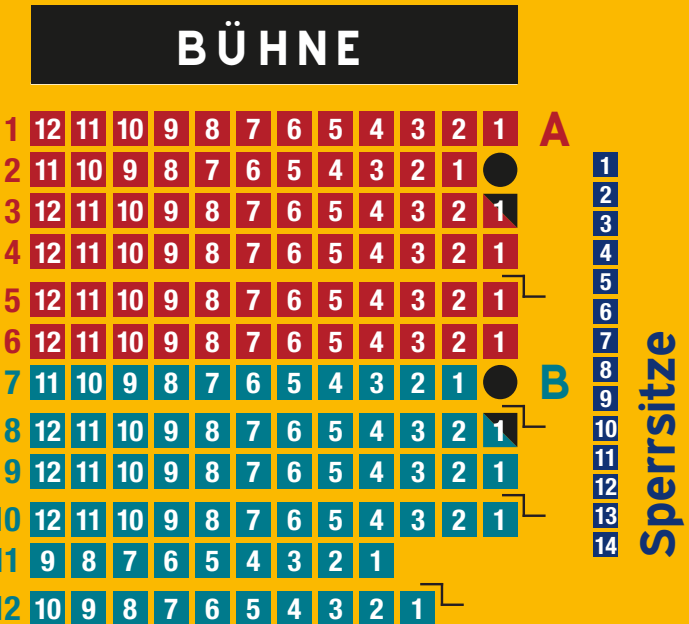 BÜHNE
1 12 11 10 9 8 7 6 5 4 3 2 1 A
2 11 10 9 8 7 6 5 4 3 2 1
3 12 11 10 9 8 7 6 5 4 3 2 1
4 12 11 10 9 8 7 6 5 4 3 2 1
5 12 11 10 9 8 7 6 5 4 3 2 1
6 12 11 10 9 8 7 6 5 4 3 2 1
7 11 10 9 8 7 6 5 4 3 2 1 B
8 12 11 10 9 8 7 6 5 4 3 2 1
9 12 11 10 9 8 7 6 5 4 3 2 1
10 12 11 10 9 8 7 6 5 4 3 2 1
11 9 8 7 6 5 4 3 2 1
12 10 9 8 7 6 5 4 3 2 1
1
2
3
4
5
6
7
8
9
10
11
12
13
14
Sperrsitze